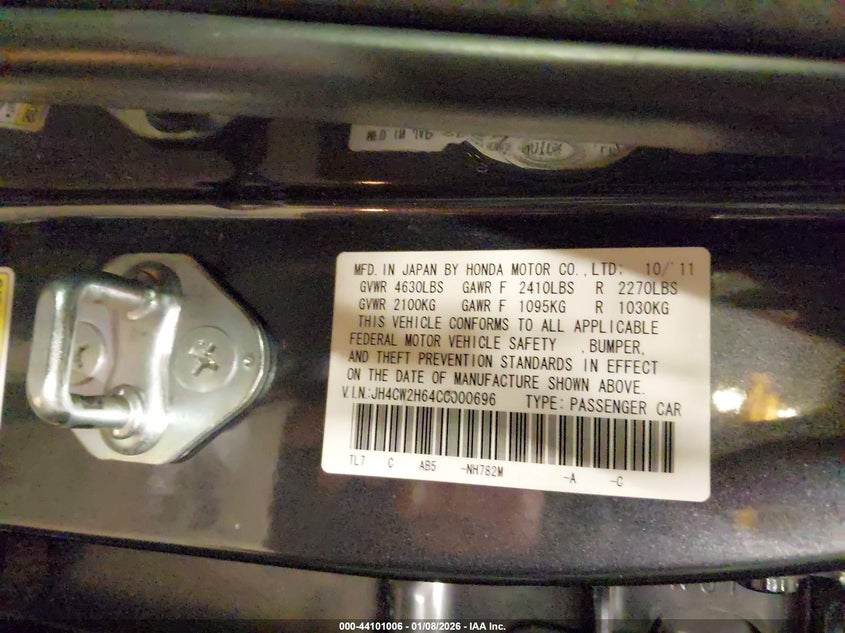 MFD. IN JAPAN BY HONDA MOTOR CO.,LTD: 10/'11
GVWR 4630LBS GAWR F 2410LBS R 2270LBS
GVWR 2100KG GAWR F 1095KG R 1030KG
THIS VEHICLE CONFORMS TO ALL APPLICABLE
FEDERAL MOTOR VEHICLE SAFETY ,BUMPER,
AND THEFT PREVENTION STANDARDS IN EFFECT
ON THE DATE OF MANUFACTURE SHOWN ABOVE.
V.I.N:JH4CW2H64CC000696 TYPE: PASSENGER CAR
TL7 C AB5 -NH782M -A -C
000-44101006 - 01/08/2026 - IAA Inc.